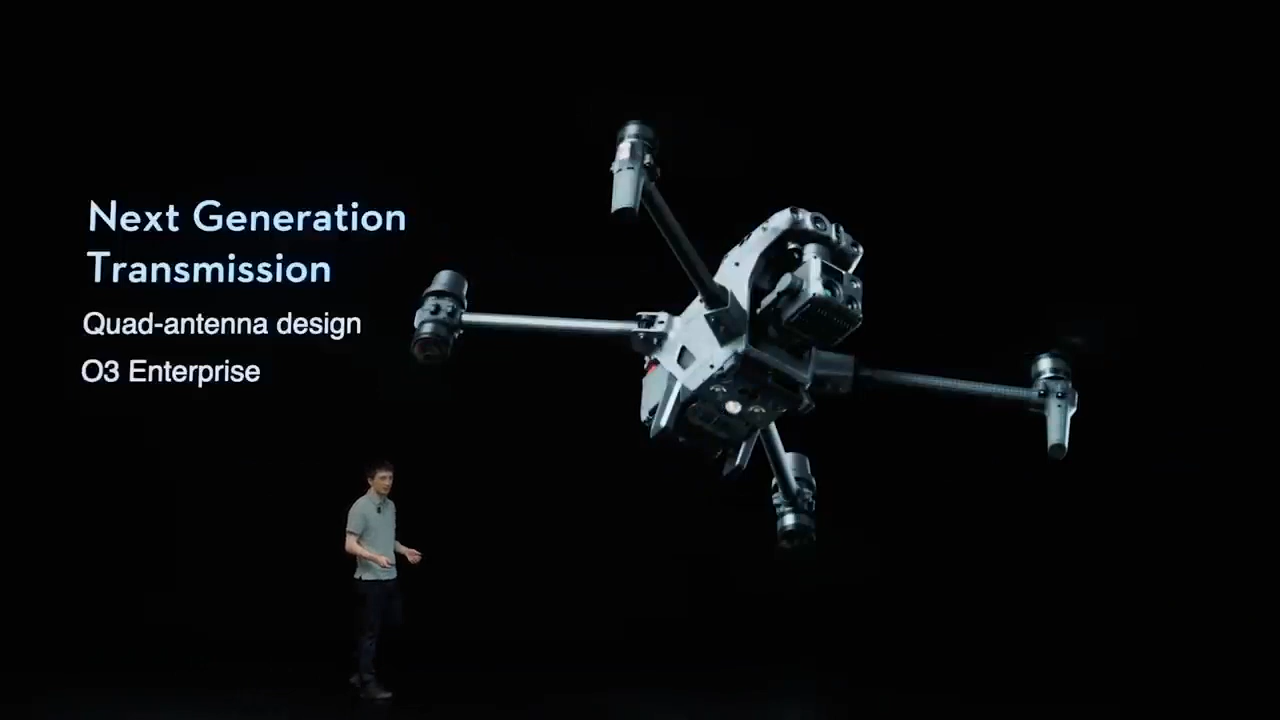 Next Generation
Transmission
Quad-antenna design
O3 Enterprise